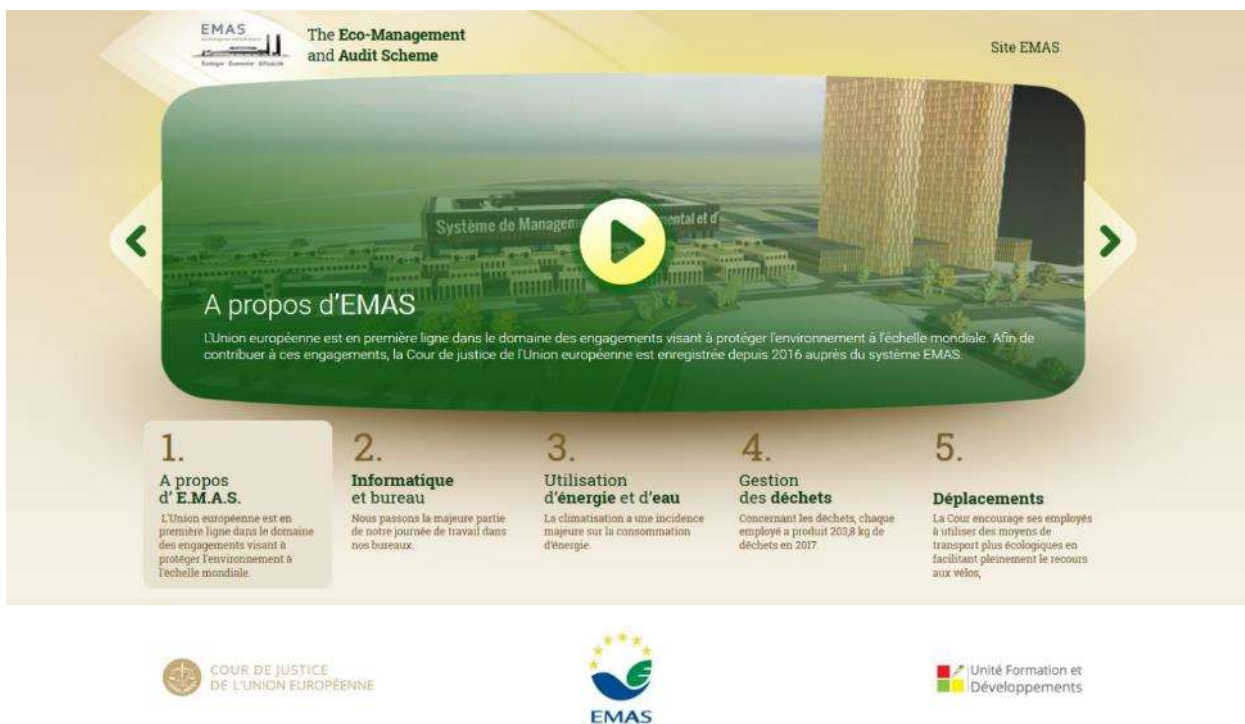 EMAS
Ecologie - Economie - Efficacité
The Eco-Management
and Audit Scheme
Site EMAS
Système de Managem
ental et d'
A propos d'EMAS
L'Union européenne est en première ligne dans le domaine des engagements visant à protéger l'environnement à l'échelle mondiale. Afin de
contribuer à ces engagements, la Cour de justice de l'Union européenne est enregistrée depuis 2016 auprès du système EMAS.
1.
A propos
d' E.M.A.S.
L'Union européenne est en
première ligne dans le domaine
des engagements visant à
protéger l'environnement à
l'echelle mondiale.
2.
Informatique
et bureau
Nous passons la majeure partie
de notre journée de travail dans
nos bureaux.
3.
Utilisation
d'énergie et d'eau
La climatisation a une incidence
majeure sur la consommation
d'énergie.
4.
Gestion
des déchets
Concernant les déchets, chaque
employé a produit 203,8 kg de
déchets en 2017.
5.
Déplacements
La Cour encourage ses employés
à utiliser des moyens de
transport plus écologiques en
facilitant pleinement le recours
aux velos,
COUR DE JUSTICE
DE L'UNION EUROPÉENNE
EMAS
Unité Formation et
Développements